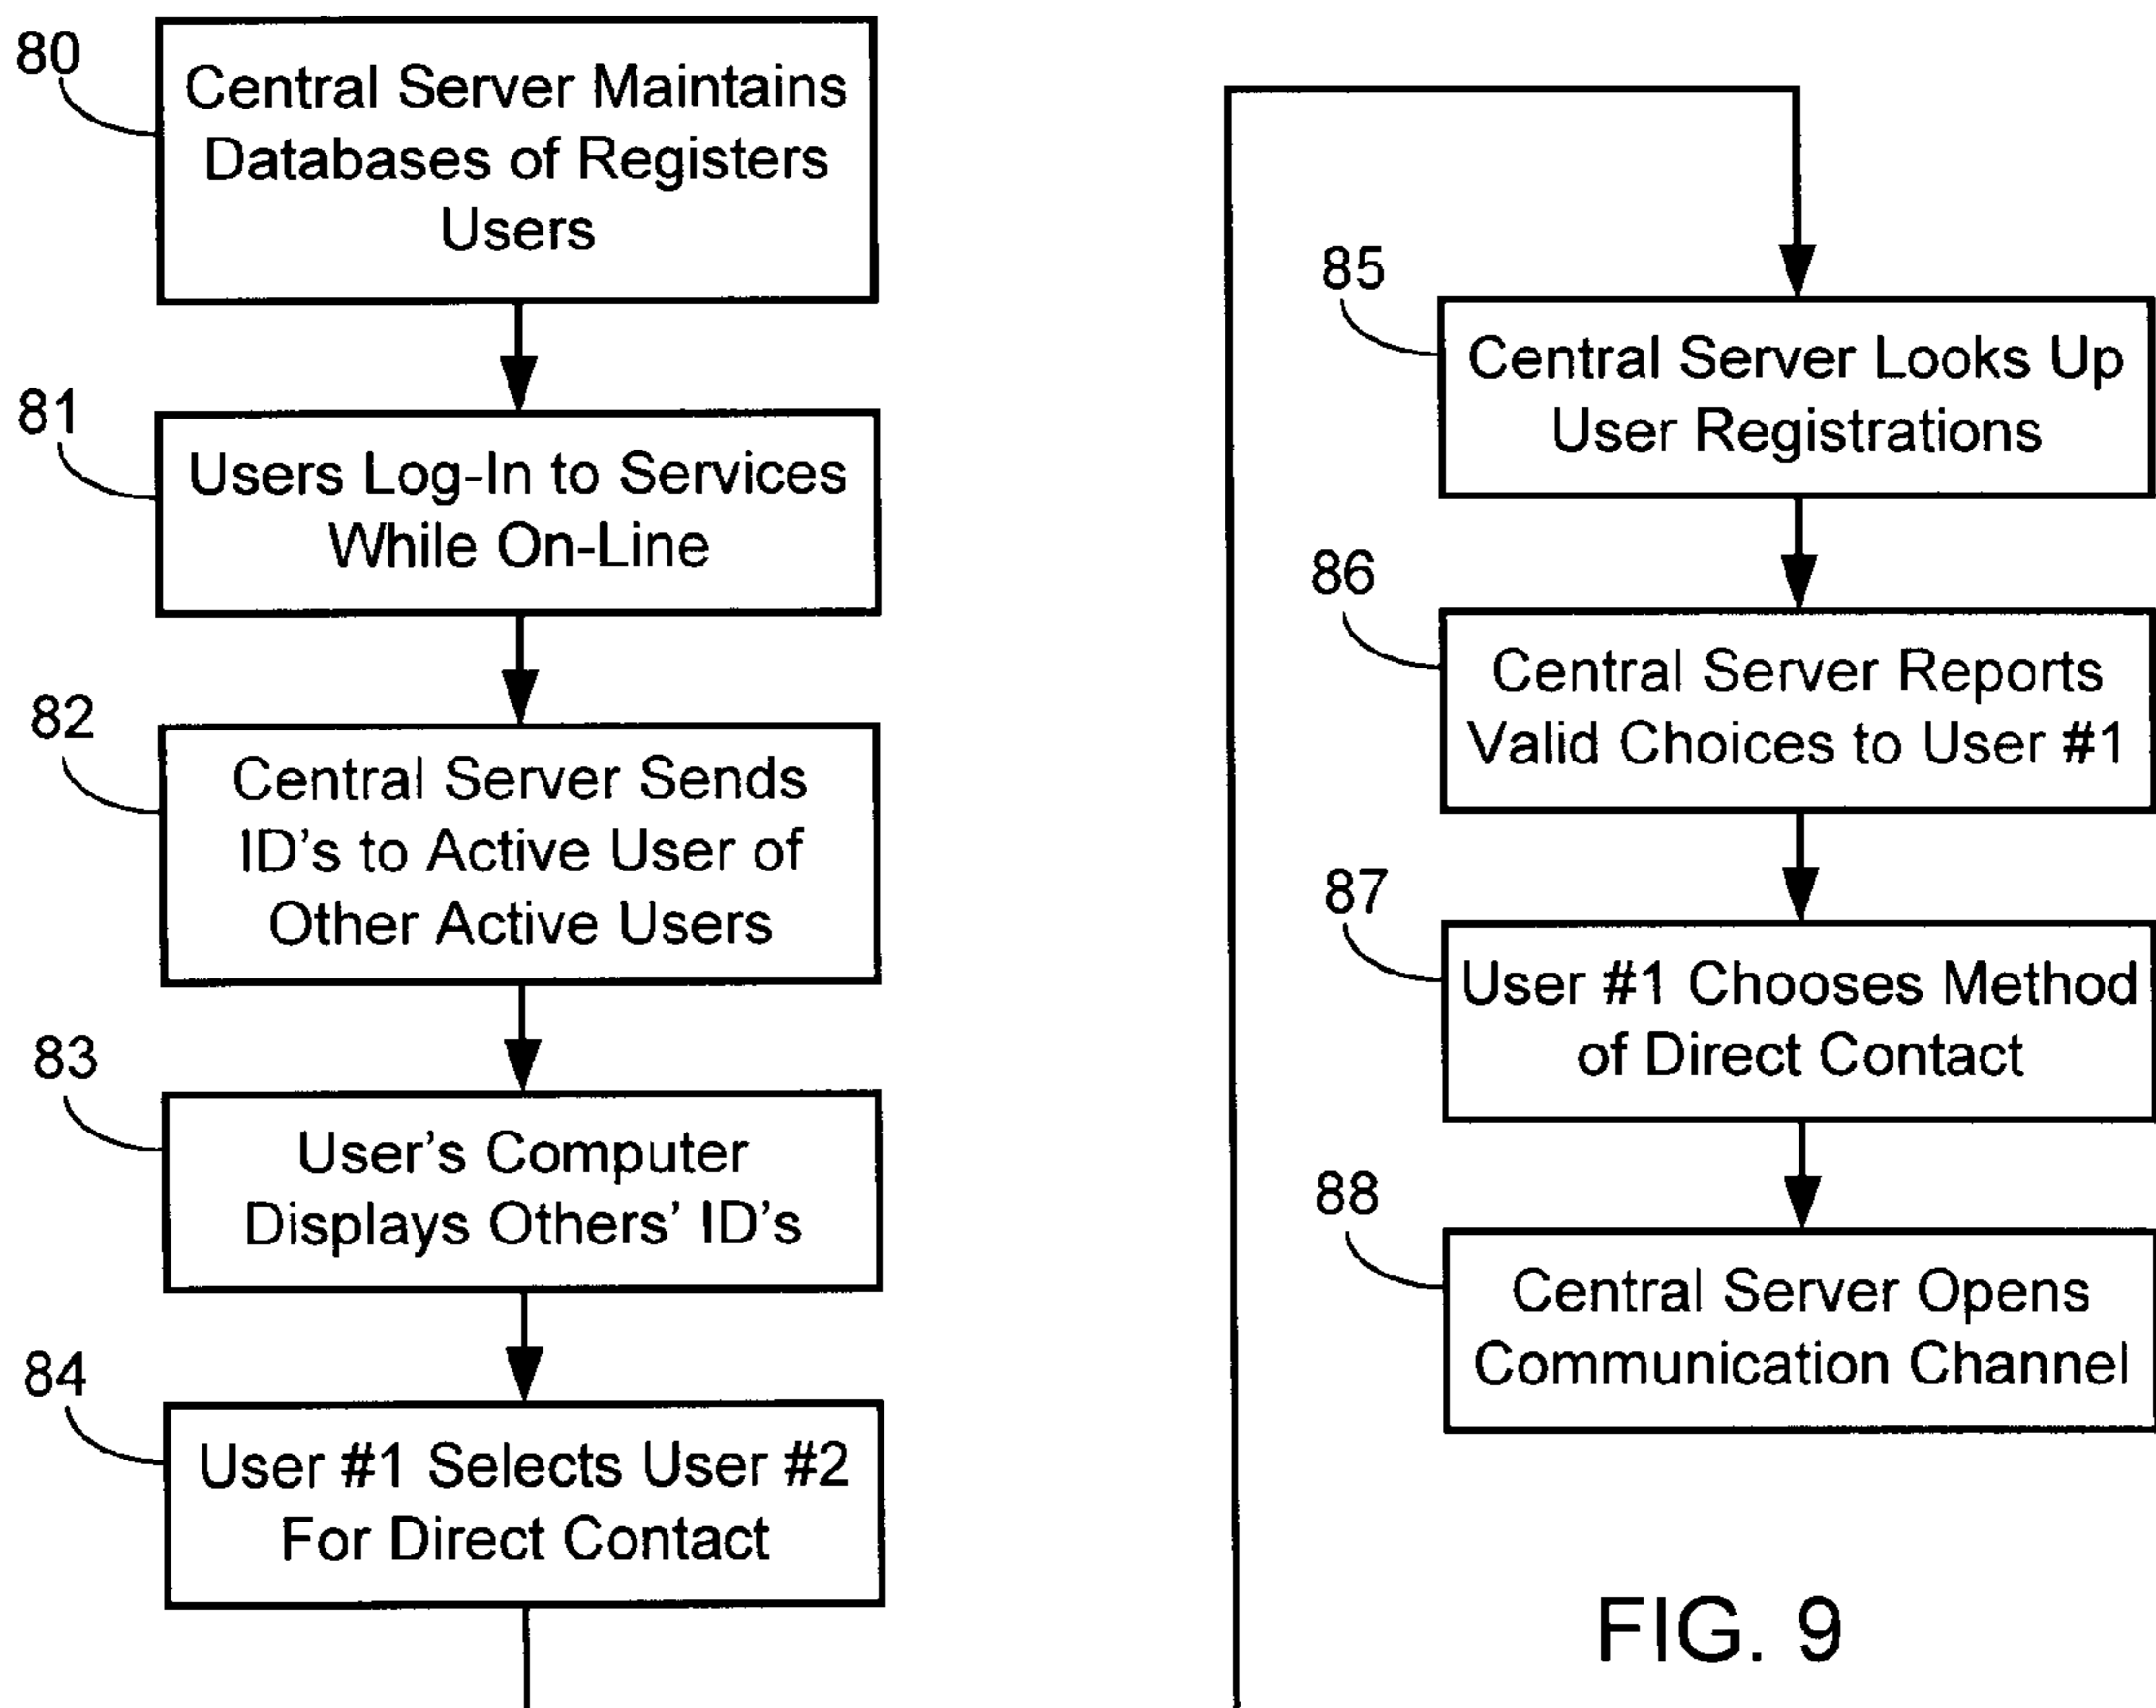 80
Central Server Maintains
Databases of Registers
Users
81
Users Log-In to Services
While On-Line
82
Central Server Sends
ID's to Active User of
Other Active Users
83
User's Computer
Displays Others' ID's
84
User #1 Selects User #2
For Direct Contact
85
Central Server Looks Up
User Registrations
86
Central Server Reports
Valid Choices to User #1
87
User #1 Chooses Method
of Direct Contact
88
Central Server Opens
Communication Channel
FIG. 9